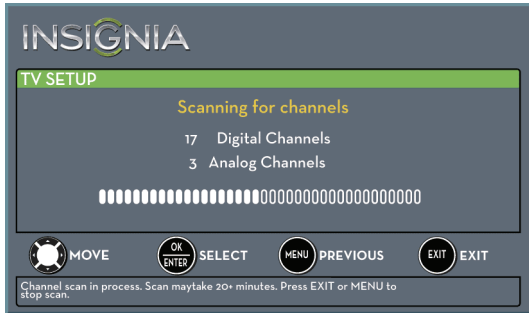 INSIGNIA
TV SETUP
Scanning for channels
17 Digital Channels
3 Analog Channels
MOVE OK ENTER SELECT MENU PREVIOUS EXIT EXIT
Channel scan in process. Scan maytake 20+ minutes. Press EXIT or MENU to
stop scan.